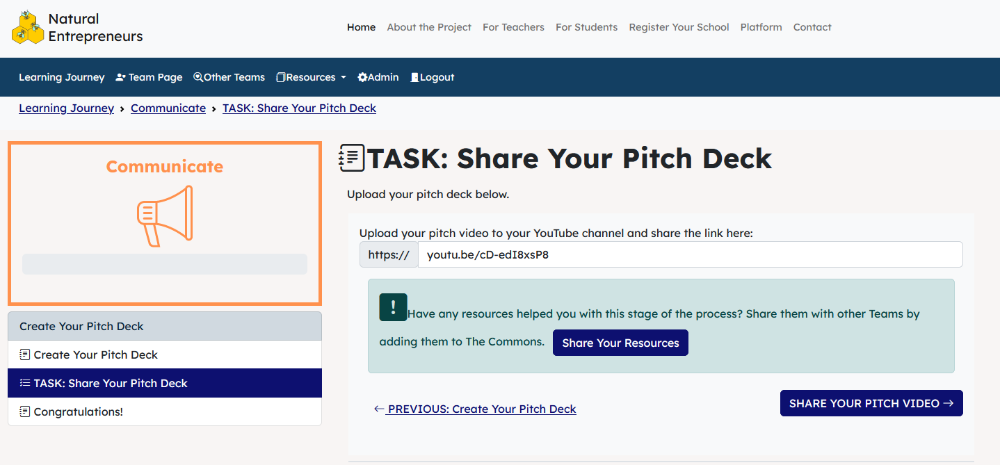 Natural
Entrepreneurs
Home About the Project For Teachers For Students Register Your School Platform Contact
Learning Journey Team Page Other Teams Resources Admin Logout
Learning Journey › Communicate › TASK: Share Your Pitch Deck
Communicate
TASK: Share Your Pitch Deck
Upload your pitch deck below.
Upload your pitch video to your YouTube channel and share the link here:
https:// youtu.be/cD-edI8xsP8
! Have any resources helped you with this stage of the process? Share them with other Teams by
adding them to The Commons. Share Your Resources
← PREVIOUS: Create Your Pitch Deck
SHARE YOUR PITCH VIDEO →
Create Your Pitch Deck
Create Your Pitch Deck
TASK: Share Your Pitch Deck
Congratulations!